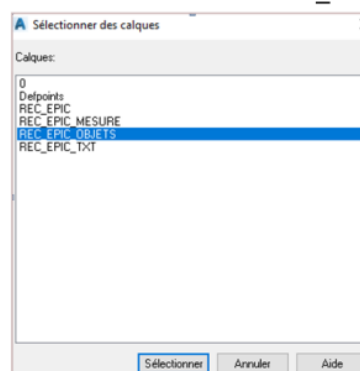 Sélectionner des calques
Calques:
0
Defpoints
REC_EPIC
REC_EPIC_MESURE
REC_EPIC_OBJETS
REC_EPIC_TXT
Sélectionner Annuler Aide